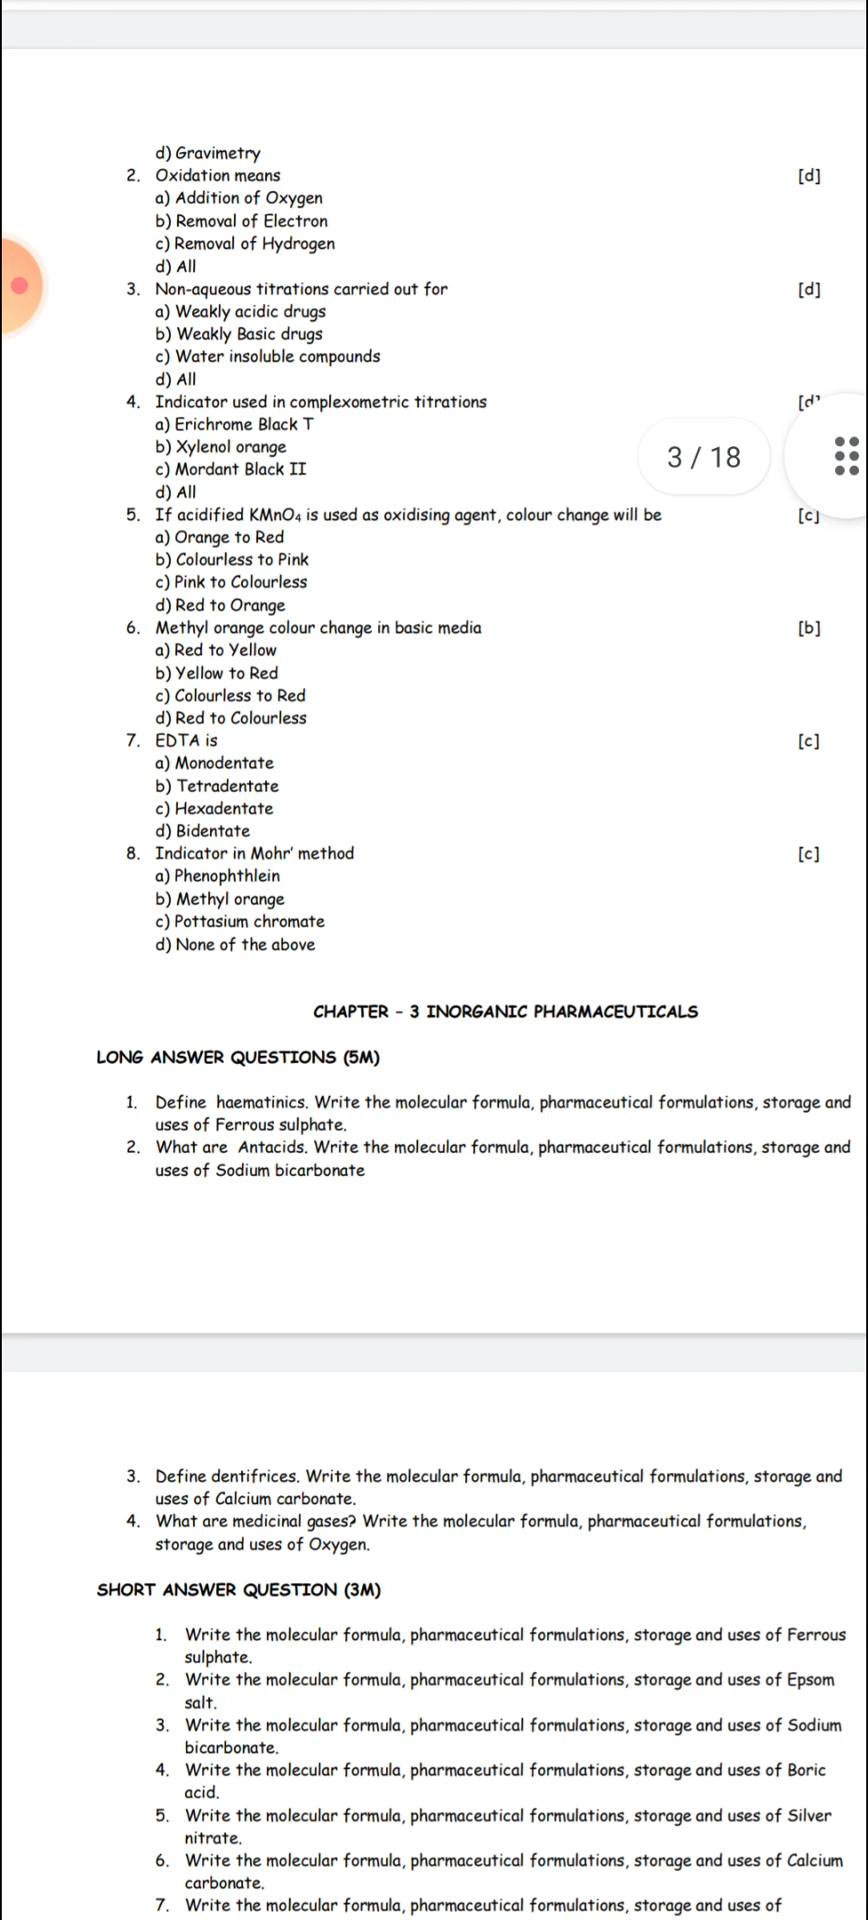 d) Gravimetry
2. Oxidation means [d]
a) Addition of Oxygen
b) Removal of Electron
c) Removal of Hydrogen
d) All
3. Non-aqueous titrations carried out for [d]
a) Weakly acidic drugs
b) Weakly Basic drugs
c) Water insoluble compounds
d) All
4. Indicator used in complexometric titrations [d]
a) Erichrome Black T
b) Xylenol orange
3 / 18
c) Mordant Black II
d) All
5. If acidified KMnO₄ is used as oxidising agent, colour change will be [c]
a) Orange to Red
b) Colourless to Pink
c) Pink to Colourless
d) Red to Orange
6. Methyl orange colour change in basic media [b]
a) Red to Yellow
b) Yellow to Red
c) Colourless to Red
d) Red to Colourless
7. EDTA is [c]
a) Monodentate
b) Tetradentate
c) Hexadentate
d) Bidentate
8. Indicator in Mohr' method [c]
a) Phenophthlein
b) Methyl orange
c) Pottasium chromate
d) None of the above
CHAPTER - 3 INORGANIC PHARMACEUTICALS
LONG ANSWER QUESTIONS (5M)
1. Define haematinics. Write the molecular formula, pharmaceutical formulations, storage and
uses of Ferrous sulphate.
2. What are Antacids. Write the molecular formula, pharmaceutical formulations, storage and
uses of Sodium bicarbonate
3. Define dentifrices. Write the molecular formula, pharmaceutical formulations, storage and
uses of Calcium carbonate.
4. What are medicinal gases? Write the molecular formula, pharmaceutical formulations,
storage and uses of Oxygen.
SHORT ANSWER QUESTION (3M)
1. Write the molecular formula, pharmaceutical formulations, storage and uses of Ferrous
sulphate.
2. Write the molecular formula, pharmaceutical formulations, storage and uses of Epsom
salt.
3. Write the molecular formula, pharmaceutical formulations, storage and uses of Sodium
bicarbonate.
4. Write the molecular formula, pharmaceutical formulations, storage and uses of Boric
acid.
5. Write the molecular formula, pharmaceutical formulations, storage and uses of Silver
nitrate.
6. Write the molecular formula, pharmaceutical formulations, storage and uses of Calcium
carbonate.
7. Write the molecular formula, pharmaceutical formulations, storage and uses of